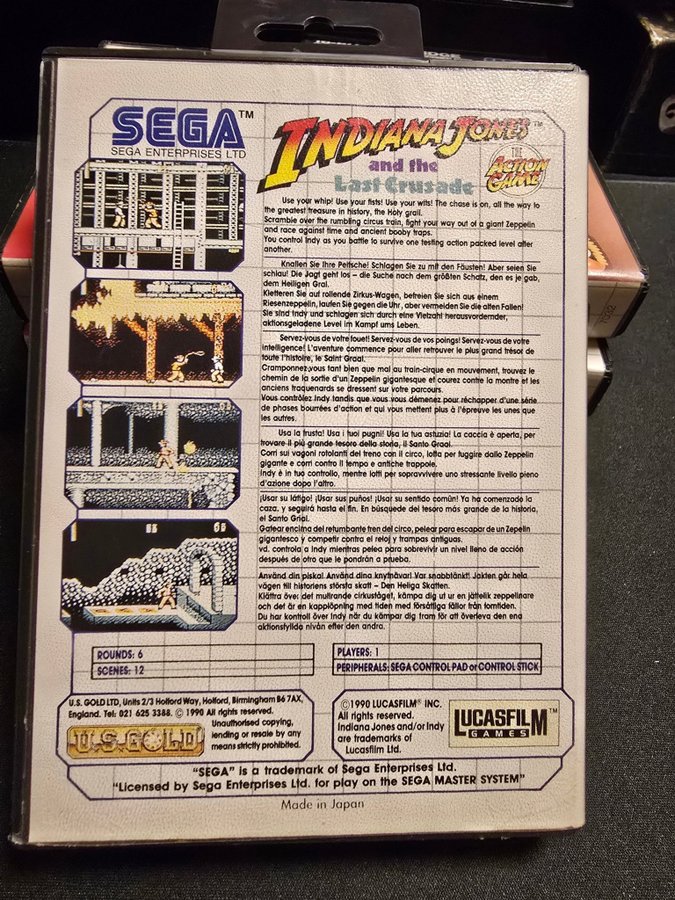 SEGA™
SEGA ENTERPRISES LTD
INDIANA JONES™
and the
Last Crusade
THE
ACTION
GAME
Use your whip! Use your fists! Use your wits! The chase is on, all the way to
the greatest treasure in history, the Holy grail.
Scramble over the rumbling circus train, fight your way out of a giant Zeppelin
and race against time and ancient booby traps.
You control Indy as you battle to survive one testing action packed level after
another.
Knallen Sie Ihre Peitsche! Schlagen Sie zu mit den Fäusten! Aber seien Sie
schlau! Die Jagt geht los – die Suche nach dem größten Schatz, den es je gab,
dem Heiligen Gral.
Kletteren Sie auf rollende Zirkus-Wagen, befreien Sie sich aus einem
Riesenzeppelin, laufen Sie gegen die Uhr, aber vermeiden Sie die alten Fallen!
Sie sind Indy und schlagen sich durch eine Vielzahl herausvordernder,
aktionsgeladene Level im Kampf ums Leben.
Servez-vous de votre fouet! Servez-vous de vos poings! Servez-vous de votre
intelligence! L'aventure commence pour aller retrouver le plus grand trésor de
toute l'histoire, le Saint Graal.
Cramponnez vous tant bien que mal au train-cirque en mouvement, trouvez le
chemin de la sortie d'un Zeppelin gigantesque et courez contre la montre et les
anciens traquenards se dressent sur votre parcours.
Vous contrôlez Indy tandis que vous vous démenez pour réchapper d'une série
de phases bourrées d'action et qui vous mettent plus à l'épreuve les unes que
les autres.
Usa la frusta! Usa i tuoi pugni! Usa la tua astuzia! La caccia è aperta, per
trovare il più grande tesoro della storia, il Santo Graal.
Corri sui vagoni rotolanti del treno con il circo, lotta per fuggire dallo Zeppelin
gigante e corri contro il tempo e antiche trappole.
Indy è in tuo controllo, mentre lotti per sopravvivere uno stressante livello pieno
d'azione dopo l'altro.
¡Usar su látigo! ¡Usar sus puños! ¡Usar su sentido común! Ya ha comenzado la
caza, y seguirá hasta el fin. En búsquede del tesoro más grande de la historia,
el Santo Grial.
Gatear encima del retumbante tren del circo, pelear para escapar de un Zepelín
gigantesco y competir contra el reloj y trampas antiguas.
vd. controla a Indy mientras pelea para sobrevivir un nivel lleno de acción
después de otro que le pondrán a prueba.
Använd din piska! Använd dina knytnävar! Var snabbtänkt! Jakten går hela
vägen till historiens största skatt – Den Heliga Skatten.
Klättra över det mullrande cirkuståget, kämpa dig ut ur en jättelik zeppelinare
och det är en kapplöpning med tiden med försåtliga fällor från forntiden.
Du har kontroll över Indy när du kämpar dig fram för att överleva den ena
aktionsfyllda nivån efter den andra.
ROUNDS: 6
SCENES: 12
PLAYERS: 1
PERIPHERALS: SEGA CONTROL PAD or CONTROL STICK
U.S. GOLD LTD, Units 2/3 Holford Way, Holford, Birmingham B6 7AX,
England. Tel: 021 625 3388. © 1990 All rights reserved.
U.S. GOLD
Unauthorised copying,
lending or resale by any
means strictly prohibited.
©1990 LUCASFILM® INC.
All rights reserved.
Indiana Jones and/or Indy
are trademarks of
Lucasfilm Ltd.
LUCASFILM™
GAMES
"SEGA" is a trademark of Sega Enterprises Ltd.
"Licensed by Sega Enterprises Ltd. for play on the SEGA MASTER SYSTEM"
Made in Japan